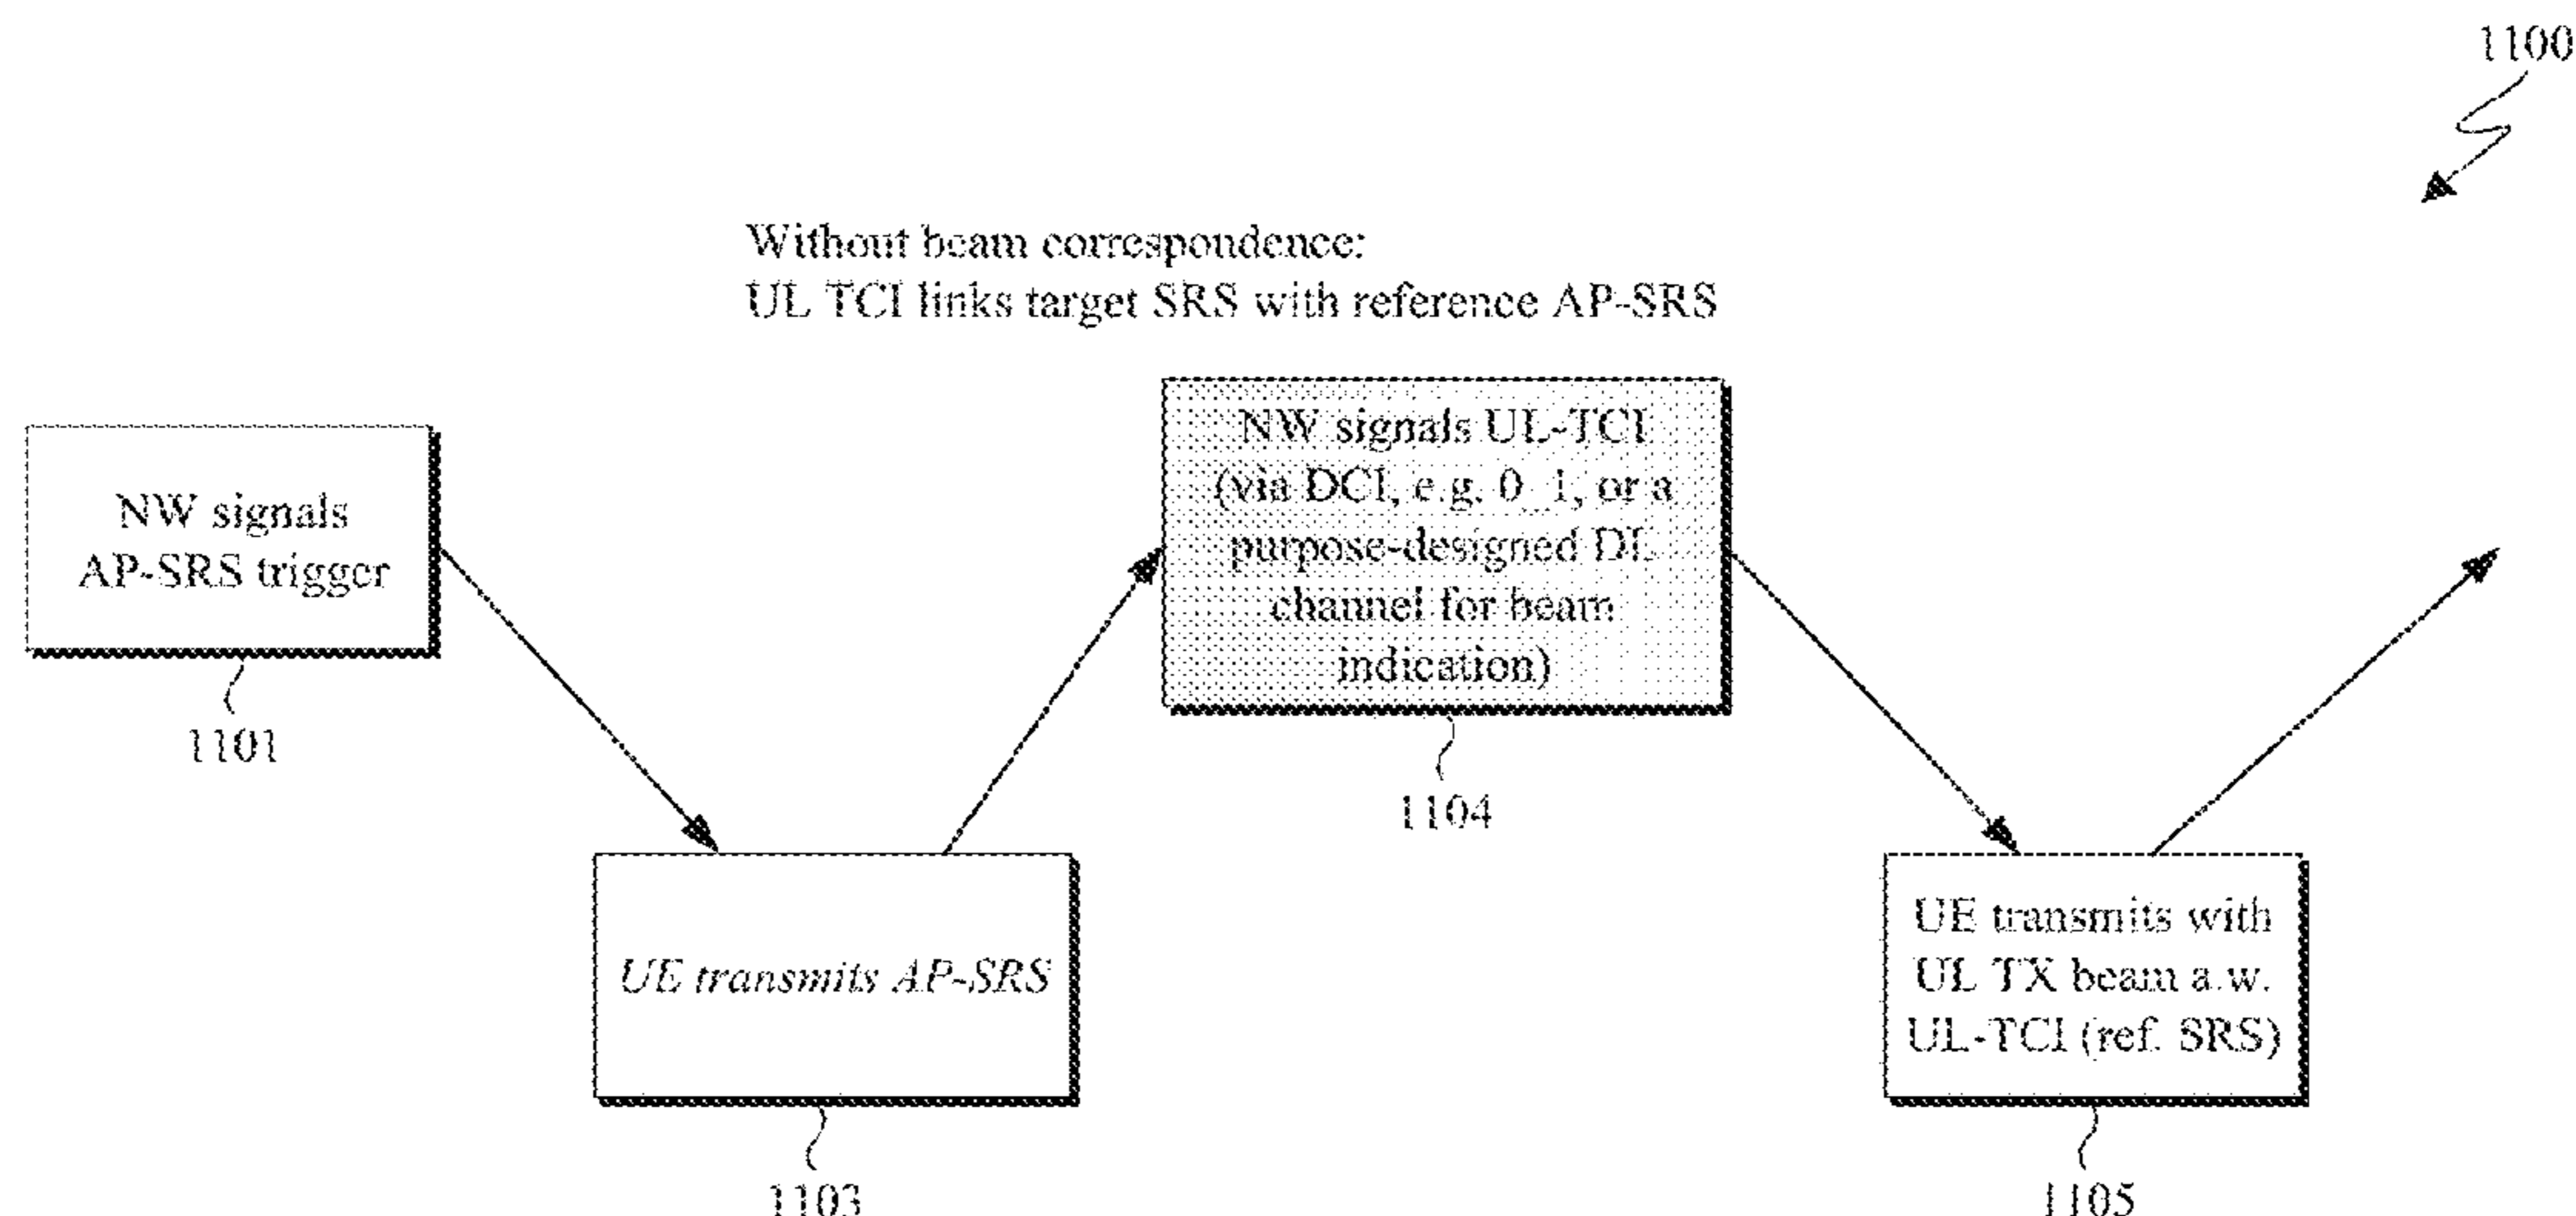 1100
Without beam correspondence:
UL TCI links target SRS with reference AP-SRS
NW signals
AP-SRS trigger
1101
UE transmits AP-SRS
1103
NW signals UL-TCI
(via DCI, e.g. 0_1, or a
purpose-designed DL
channel for beam
indication)
1104
UE transmits with
UL TX beam a.w.
UL-TCI (ref. SRS)
1105